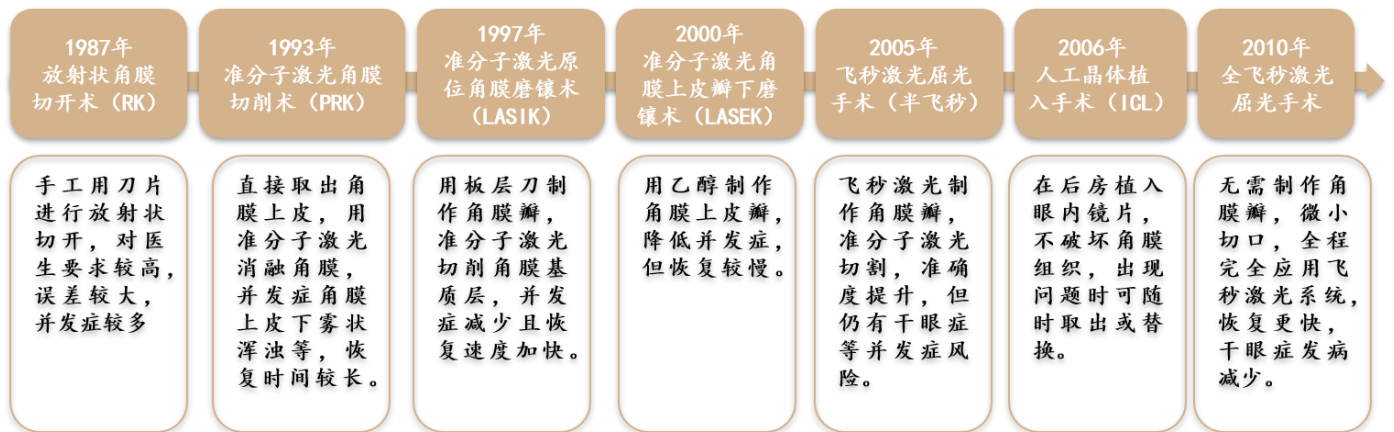 1987年
放射状角膜
切开术（RK）
1993年
准分子激光角膜
切削术（PRK）
1997年
准分子激光原
位角膜磨镶术
（LASIK）
2000年
准分子激光角
膜上皮瓣下磨
镶术（LASEK）
2005年
飞秒激光屈光
手术（半飞秒）
2006年
人工晶体植
入手术（ICL）
2010年
全飞秒激光
屈光手术
手工用刀片
进行放射状
切开，对医
生要求较高，
误差较大，
并发症较多
直接取出角
膜上皮，用
准分子激光
消融角膜，
并发症角膜
上皮下雾状
浑浊等，恢
复时间较长。
用板层刀制
作角膜瓣，
准分子激光
切削角膜基
质层，并发
症减少且恢
复速度加快。
用乙醇制作
角膜上皮瓣，
降低并发症，
但恢复较慢。
飞秒激光制
作角膜瓣，
准分子激光
切割，准确
度提升，但
仍有干眼症
等并发症风
险。
在后房植入
眼内镜片，
不破坏角膜
组织，出现
问题时可随
时取出或替
换。
无需制作角
膜瓣，微小
切口，全程
完全应用飞
秒激光系统，
恢复更快，
干眼症发病
减少。